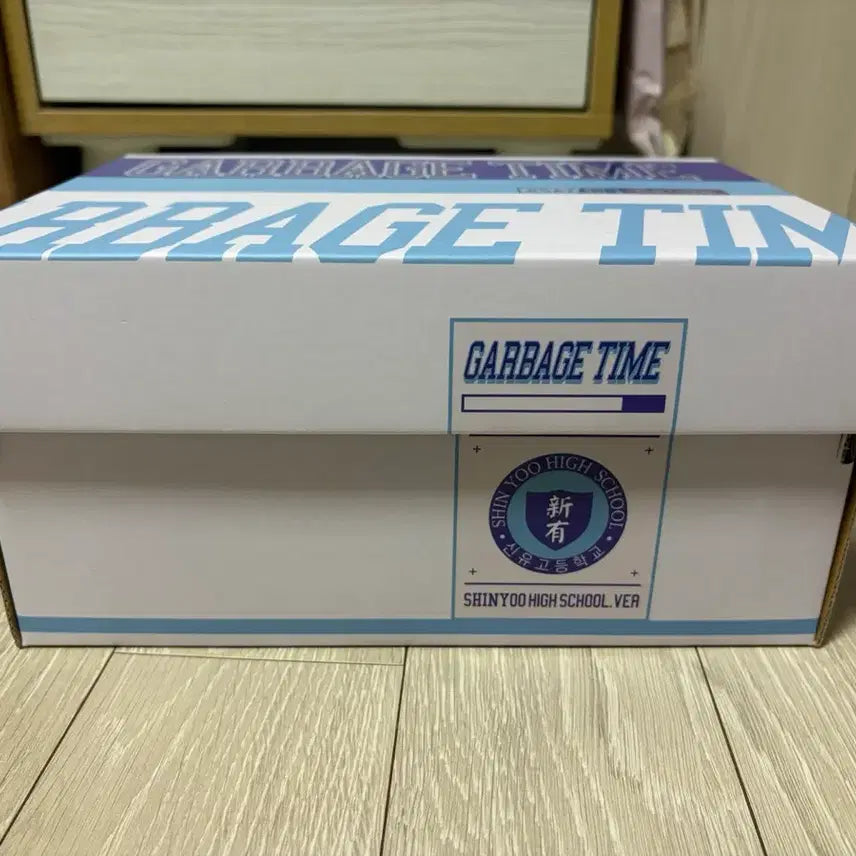 GARBAGE TIME
RBAGE TIM
GARBAGE TIME
SHIN YOO HIGH SCHOOL
新有
신유고등학교
SHINYOO HIGH SCHOOL.VER